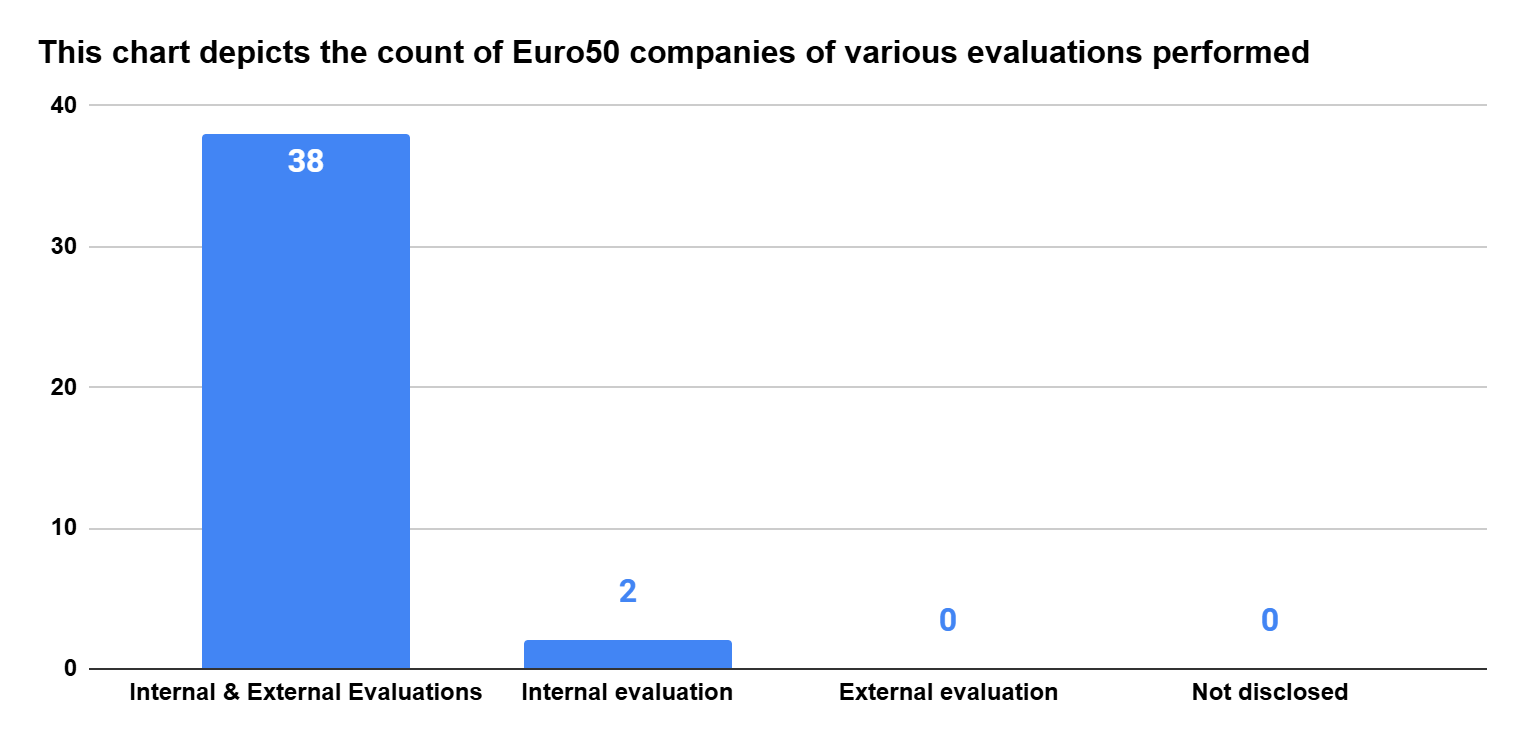 This chart depicts the count of Euro50 companies of various evaluations performed
40
38
30
20
10
2
0
0
0
Internal & External Evaluations
Internal evaluation
External evaluation
Not disclosed